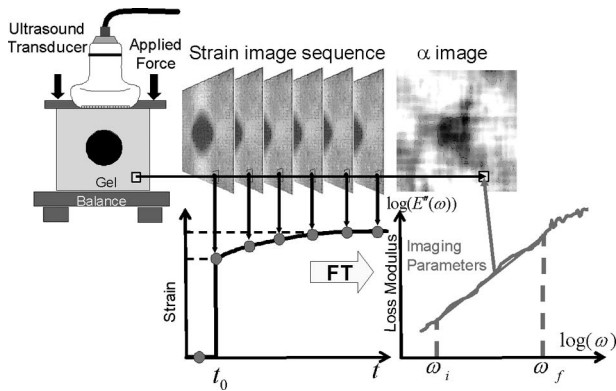 Ultrasound
Transducer
Applied
Force
Gel
Balance
Strain image sequence
α image
Strain
t₀
t
FT
log(E''(ω))
Loss Modulus
Imaging
Parameters
log(ω)
ωᵢ
ω_f